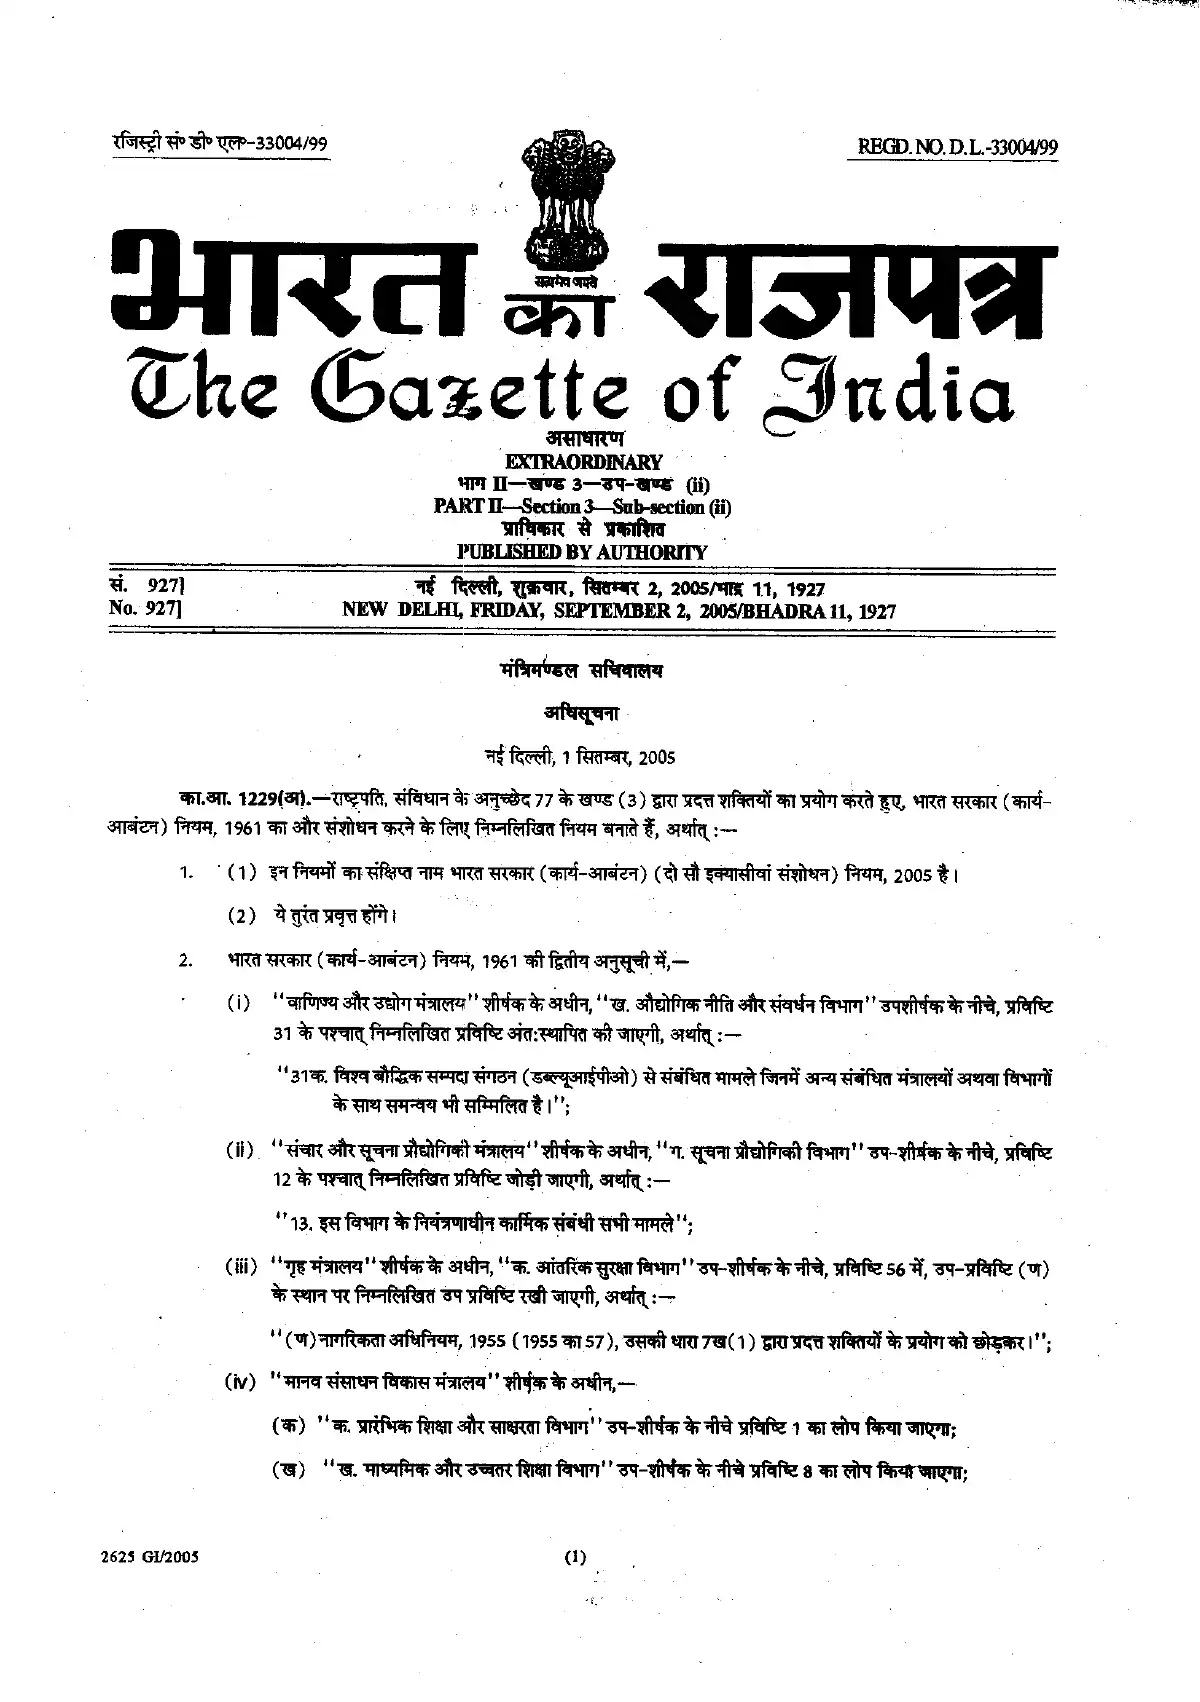 रजिस्ट्री सं० डी० एल०-33004/99
REGD. NO. D. L.-33004/99
सत्यमेव जयते
भारत का राजपत्र
The Gazette of India
असाधारण
EXTRAORDINARY
भाग II—खण्ड 3—उप-खण्ड (ii)
PART II—Section 3—Sub-section (ii)
प्राधिकार से प्रकाशित
PUBLISHED BY AUTHORITY
सं. 927]
नई दिल्ली, शुक्रवार, सितम्बर 2, 2005/भाद्र 11, 1927
No. 927]
NEW DELHI, FRIDAY, SEPTEMBER 2, 2005/BHADRA 11, 1927
मंत्रिमण्डल सचिवालय
अधिसूचना
नई दिल्ली, 1 सितम्बर, 2005
का.आ. 1229(अ).—राष्ट्रपति, संविधान के अनुच्छेद 77 के खण्ड (3) द्वारा प्रदत्त शक्तियों का प्रयोग करते हुए, भारत सरकार (कार्य-
आबंटन) नियम, 1961 का और संशोधन करने के लिए निम्नलिखित नियम बनाते हैं, अर्थात् :—
1. (1) इन नियमों का संक्षिप्त नाम भारत सरकार (कार्य-आबंटन) (दो सौ इक्यासीवां संशोधन) नियम, 2005 है।
(2) ये तुरंत प्रवृत्त होंगे।
2. भारत सरकार (कार्य-आबंटन) नियम, 1961 की द्वितीय अनुसूची में,—
(i) ''वाणिज्य और उद्योग मंत्रालय'' शीर्षक के अधीन, ''ख. औद्योगिक नीति और संवर्धन विभाग'' उपशीर्षक के नीचे, प्रविष्टि
31 के पश्चात् निम्नलिखित प्रविष्टि अंत:स्थापित की जाएगी, अर्थात् :—
''31क. विश्व बौद्धिक सम्पदा संगठन (डब्ल्यूआईपीओ) से संबंधित मामले जिनमें अन्य संबंधित मंत्रालयों अथवा विभागों
के साथ समन्वय भी सम्मिलित है।'';
(ii) ''संचार और सूचना प्रौद्योगिकी मंत्रालय'' शीर्षक के अधीन, ''ग. सूचना प्रौद्योगिकी विभाग'' उप-शीर्षक के नीचे, प्रविष्टि
12 के पश्चात् निम्नलिखित प्रविष्टि जोड़ी जाएगी, अर्थात् :—
''13. इस विभाग के नियंत्रणाधीन कार्मिक संबंधी सभी मामले'';
(iii) ''गृह मंत्रालय'' शीर्षक के अधीन, ''क. आंतरिक सुरक्षा विभाग'' उप-शीर्षक के नीचे, प्रविष्टि 56 में, उप-प्रविष्टि (ण)
के स्थान पर निम्नलिखित उप प्रविष्टि रखी जाएगी, अर्थात् :—
''(ण)नागरिकता अधिनियम, 1955 (1955 का 57), उसकी धारा 7ख(1) द्वारा प्रदत्त शक्तियों के प्रयोग को छोड़कर।'';
(iv) ''मानव संसाधन विकास मंत्रालय'' शीर्षक के अधीन,—
(क) ''क. प्रारंभिक शिक्षा और साक्षरता विभाग'' उप-शीर्षक के नीचे प्रविष्टि 1 का लोप किया जाएगा;
(ख) ''ख. माध्यमिक और उच्चतर शिक्षा विभाग'' उप-शीर्षक के नीचे प्रविष्टि 8 का लोप किया जाएगा;
2625 GI/2005
(1)